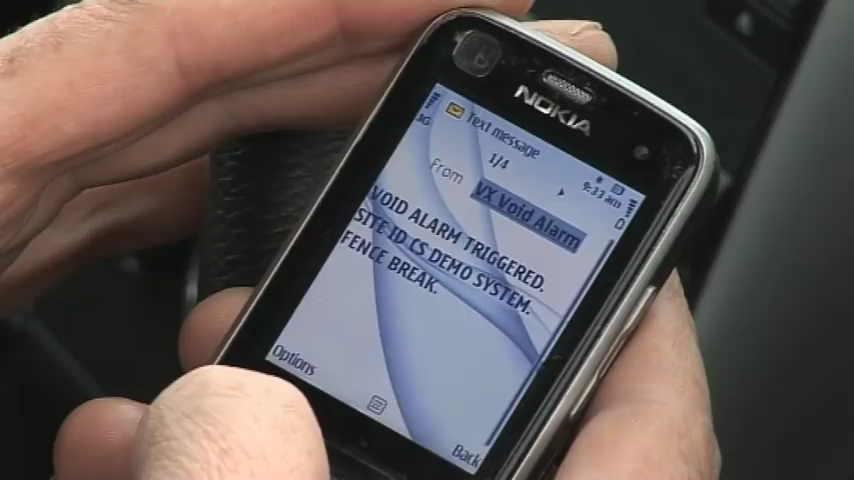 NOKIA
3G
Text message
1/4
9:33 am
From
VX Void Alarm
VOID ALARM TRIGGERED.
SITE ID CS DEMO SYSTEM.
FENCE BREAK.
Options
Back